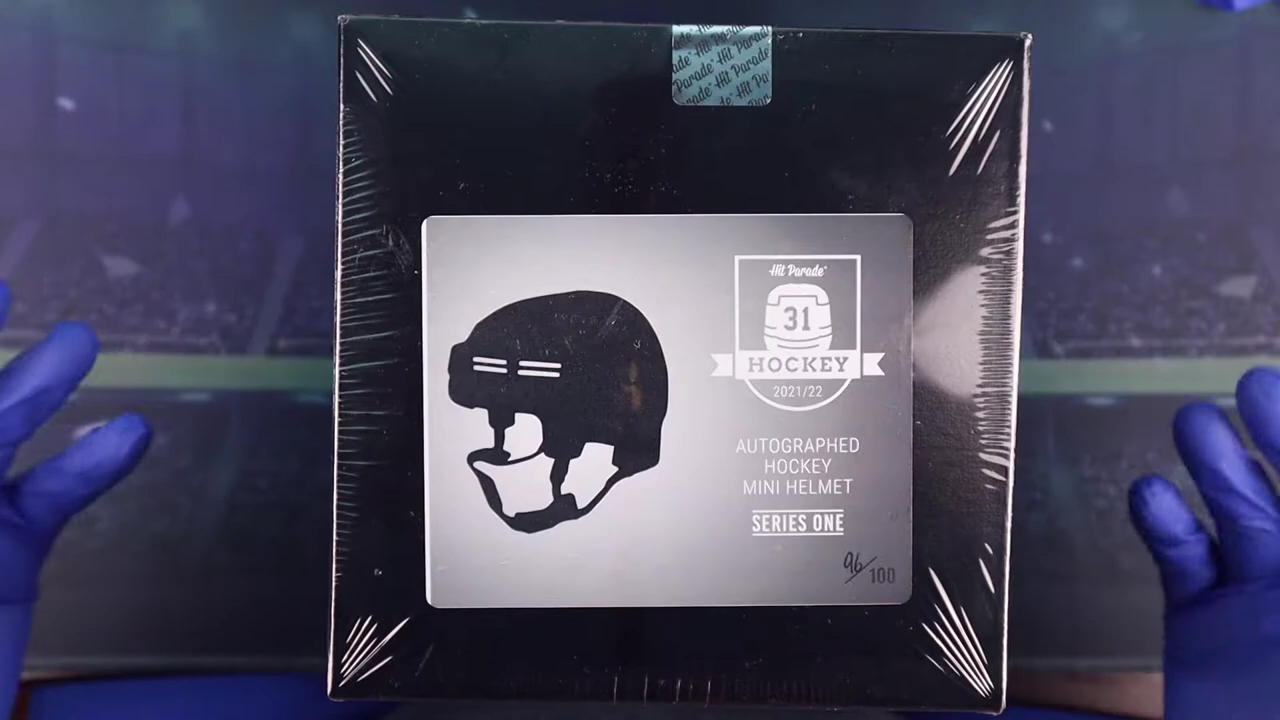 Hit Parade
Hit Parade
Hit Parade
Hit Parade
31
HOCKEY
2021/22
AUTOGRAPHED
HOCKEY
MINI HELMET
SERIES ONE
96/100